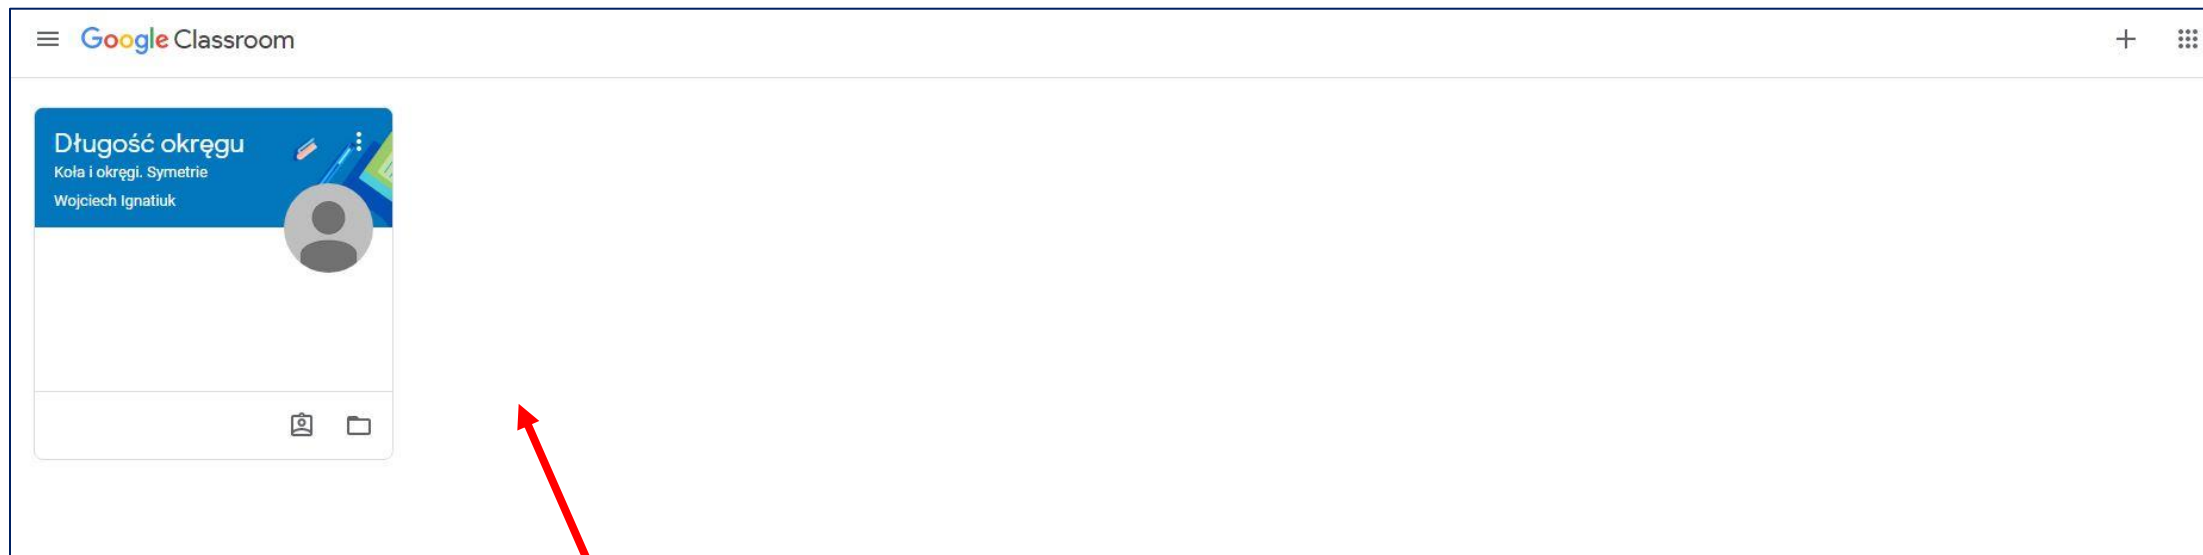 Google Classroom
Długość okręgu
Koła i okręgi. Symetrie
Wojciech Ignatiuk